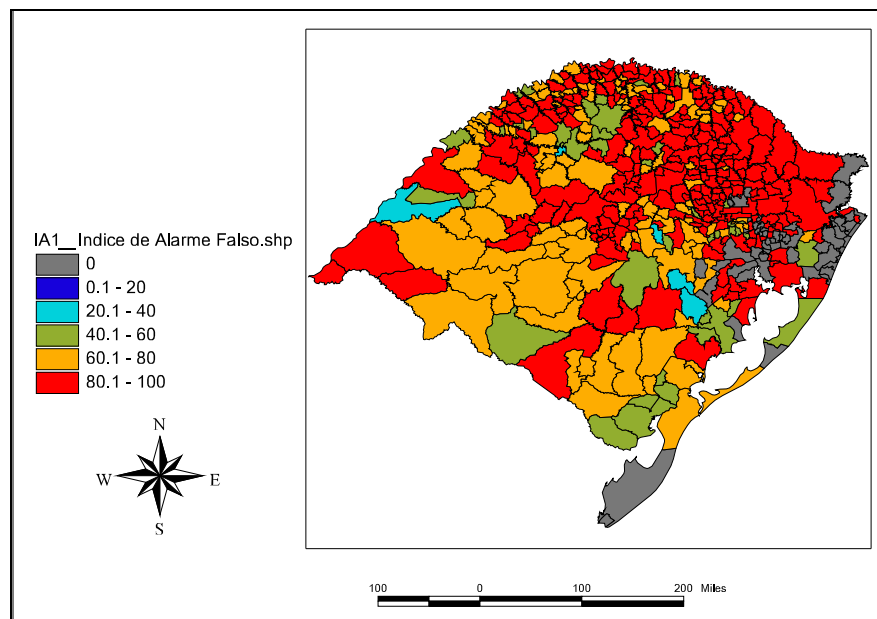 IA1__Indice de Alarme Falso.shp
0
0.1 - 20
20.1 - 40
40.1 - 60
60.1 - 80
80.1 - 100
N
W
E
S
100 0 100 200 Miles